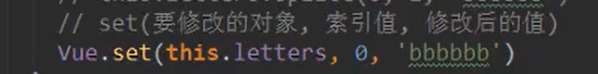 // set(要修改的对象, 索引值, 修改后的值)
Vue.set(this.letters, 0, 'bbbbbb')